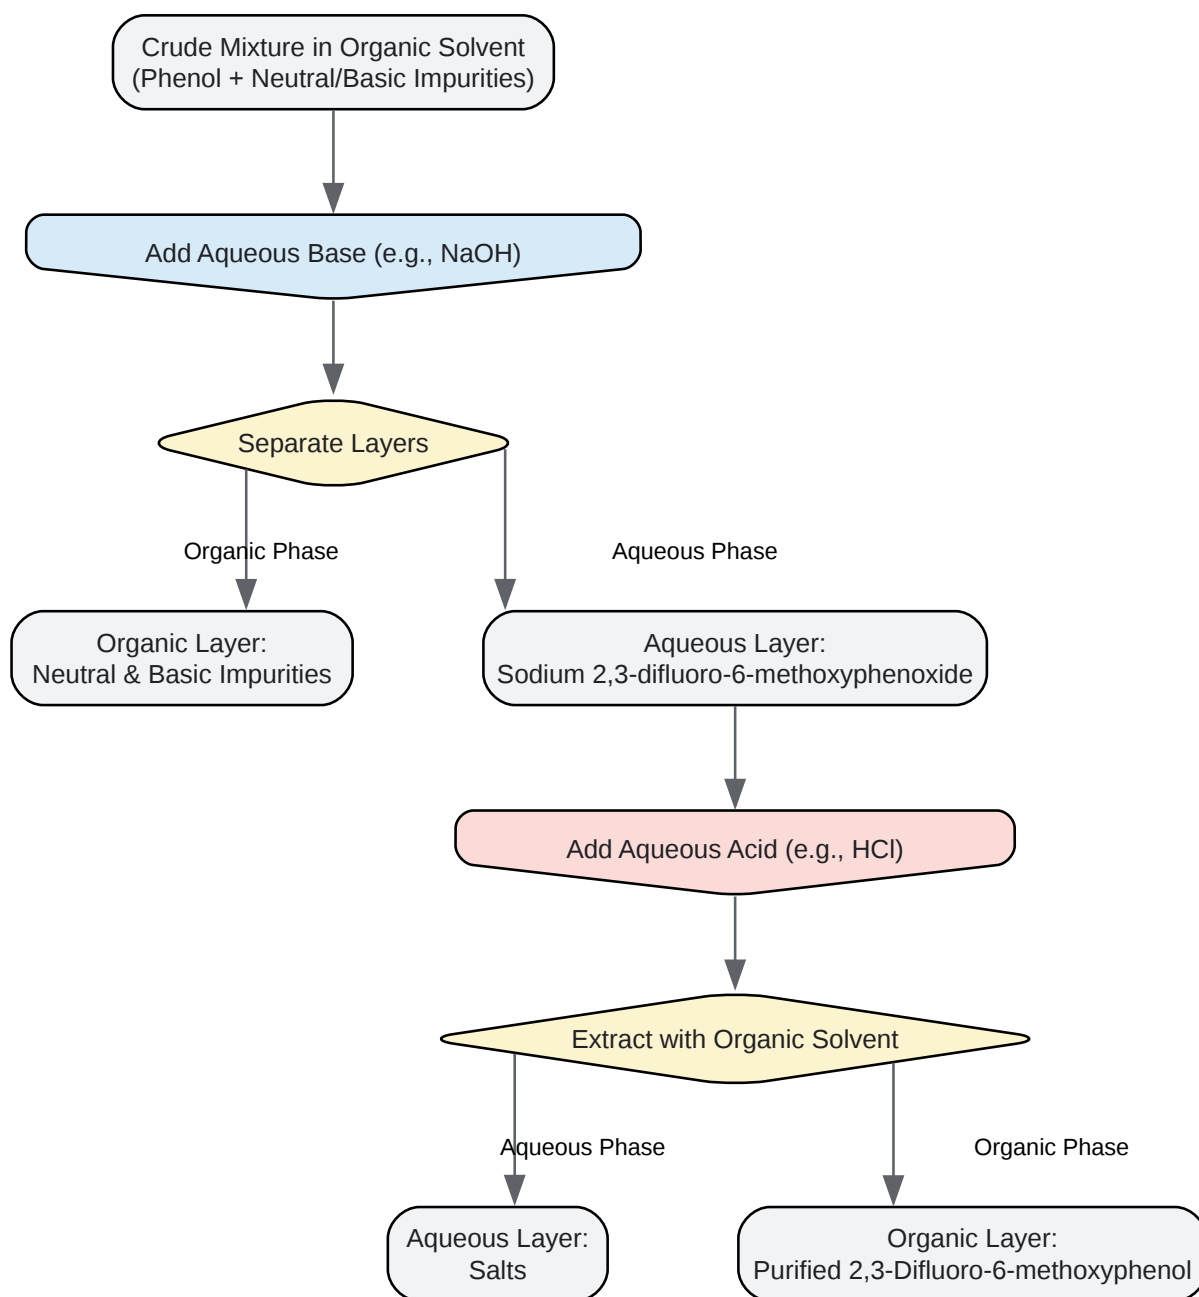 Crude Mixture in Organic Solvent
(Phenol + Neutral/Basic Impurities)
Add Aqueous Base (e.g., NaOH)
Separate Layers
Organic Phase
Aqueous Phase
Organic Layer:
Neutral & Basic Impurities
Aqueous Layer:
Sodium 2,3-difluoro-6-methoxyphenoxide
Add Aqueous Acid (e.g., HCl)
Extract with Organic Solvent
Aqueous Phase
Organic Phase
Aqueous Layer:
Salts
Organic Layer:
Purified 2,3-Difluoro-6-methoxyphenol